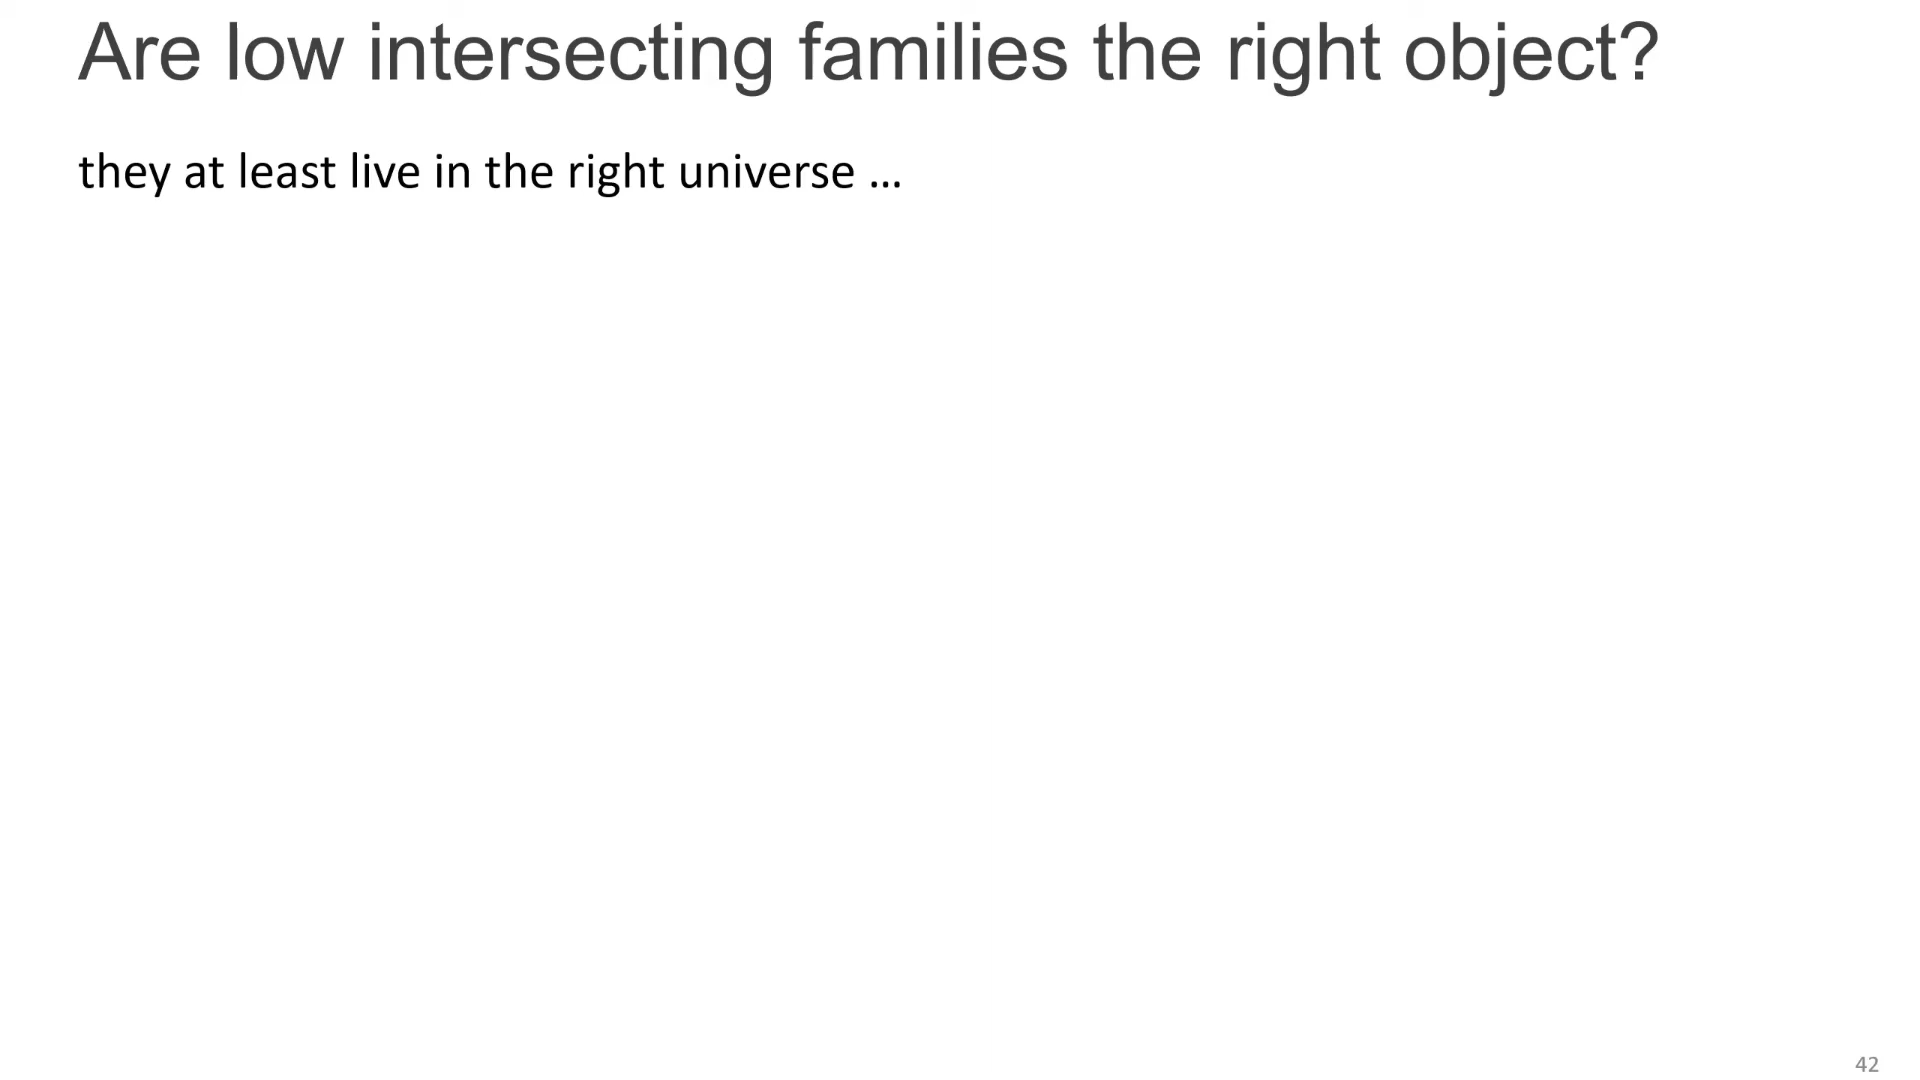 Are low intersecting families the right object?
they at least live in the right universe …
42